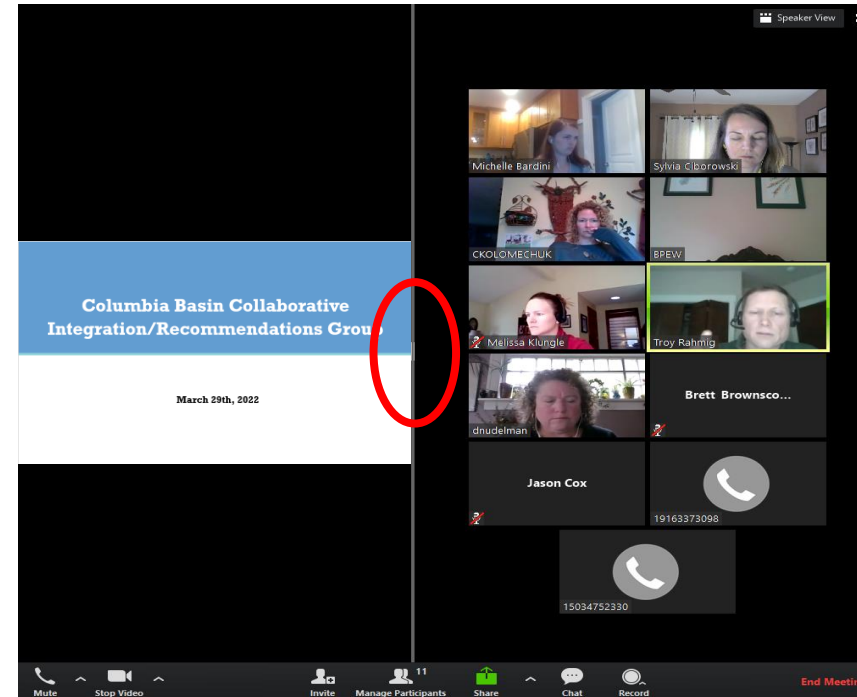 Speaker View
Columbia Basin Collaborative
Integration/Recommendations Group
March 29th, 2022
Michelle Bardini
Sylvia Ciborowski
CKOLOMECHUK
BPEW
Melissa Klungle
Troy Rahmig
dnudelman
Brett Brownsco...
Jason Cox
19163373098
15034752330
Mute
Stop Video
Invite
Manage Participants
11
Share
Chat
Record
End Meetin